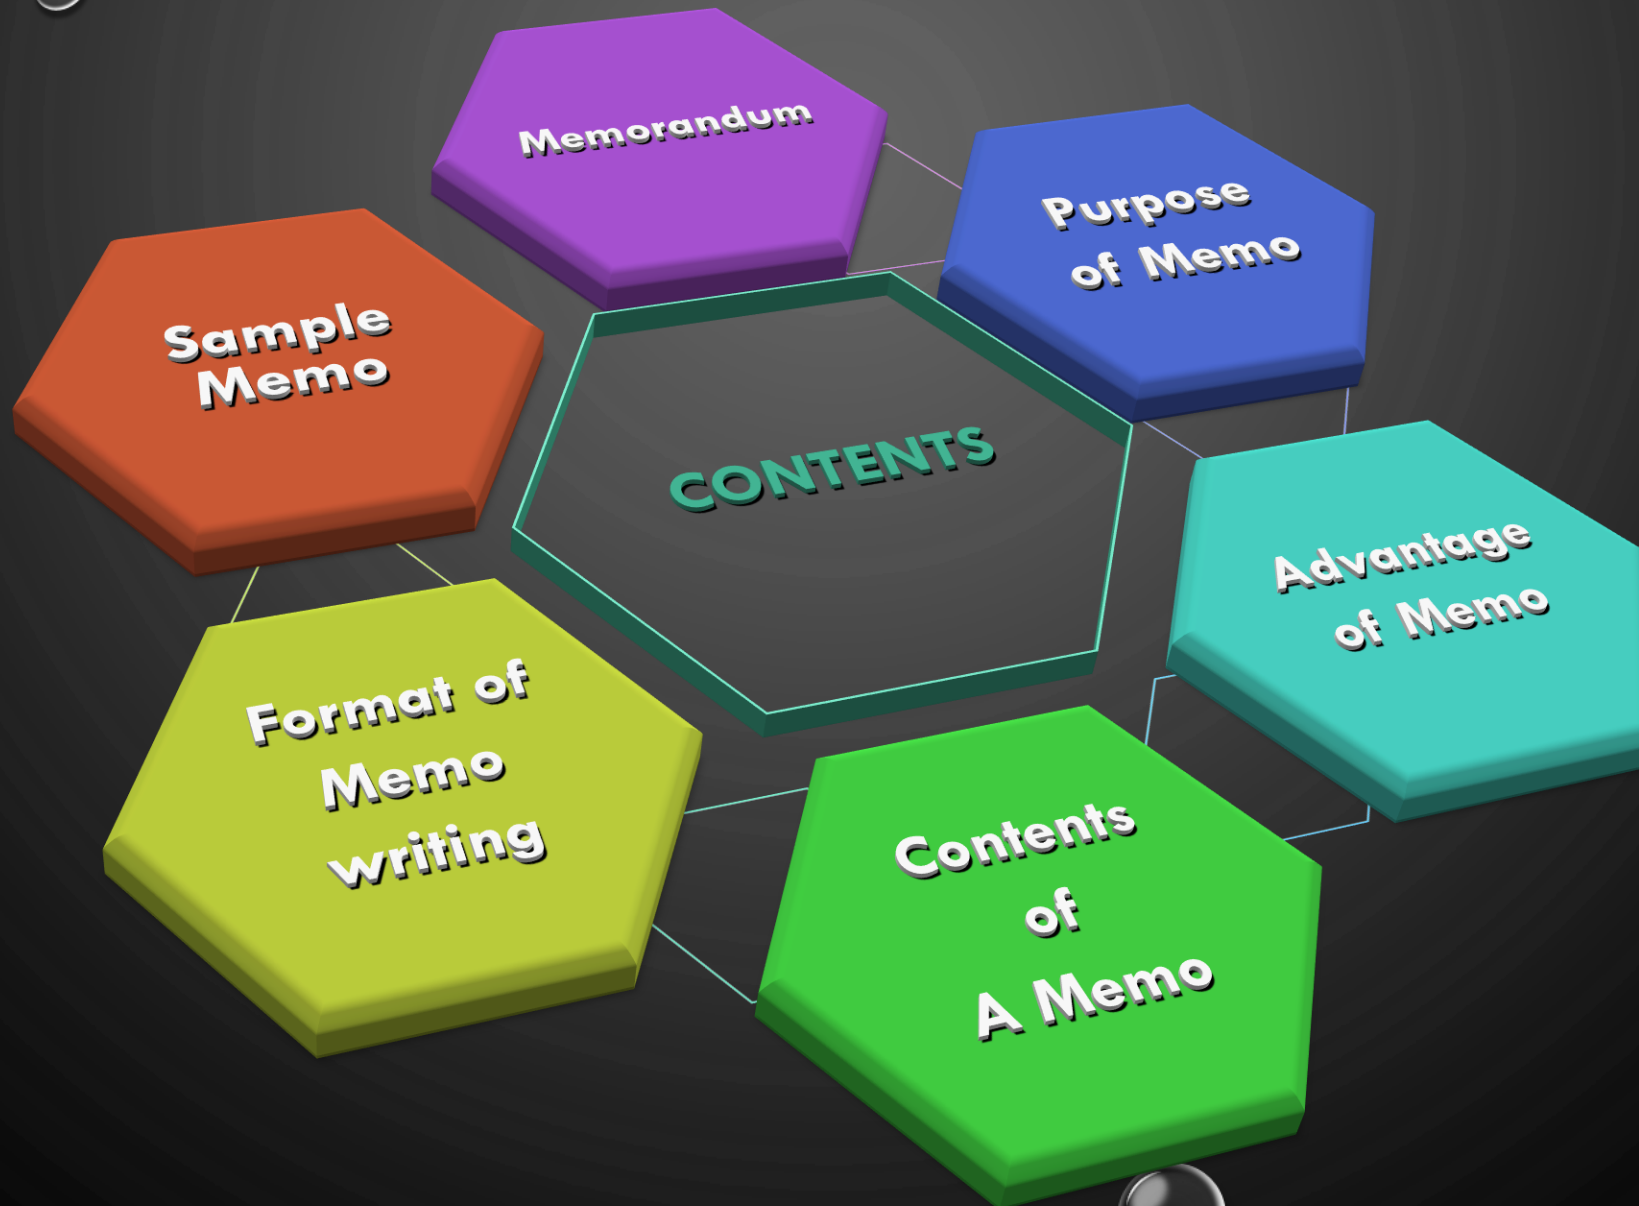 Memorandum
Purpose
of Memo
Sample
Memo
CONTENTS
Advantage
of Memo
Format of
Memo
writing
Contents
of
A Memo